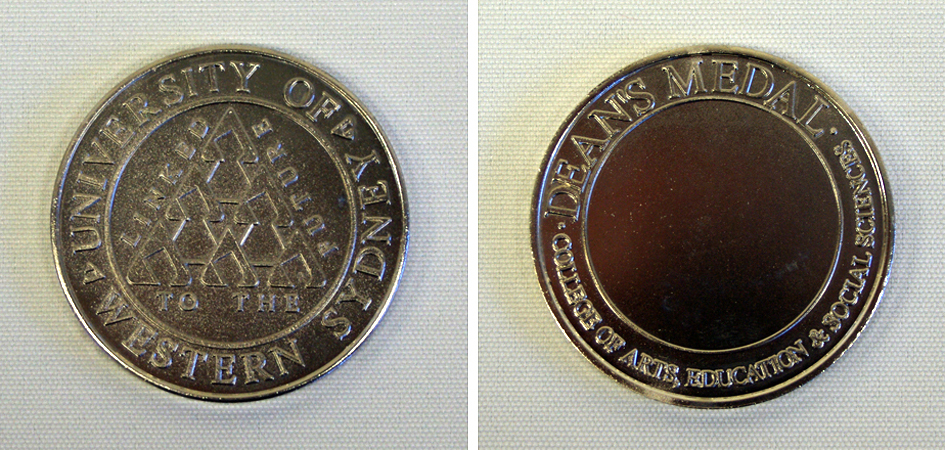 UNIVERSITY OF
WESTERN SYDNEY
LINKED
TO THE
FUTURE
· DEAN'S MEDAL ·
COLLEGE OF ARTS, EDUCATION & SOCIAL SCIENCES